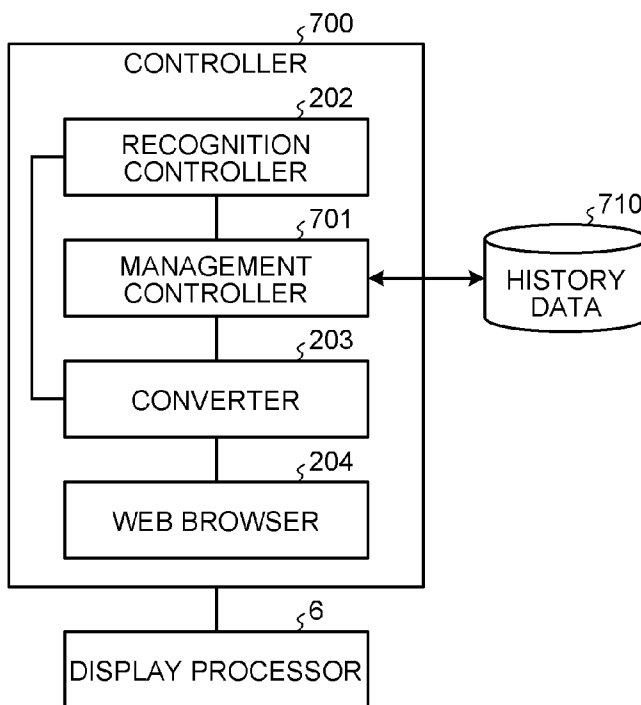 700
CONTROLLER
202
RECOGNITION
CONTROLLER
701
MANAGEMENT
CONTROLLER
710
HISTORY
DATA
203
CONVERTER
204
WEB BROWSER
6
DISPLAY PROCESSOR